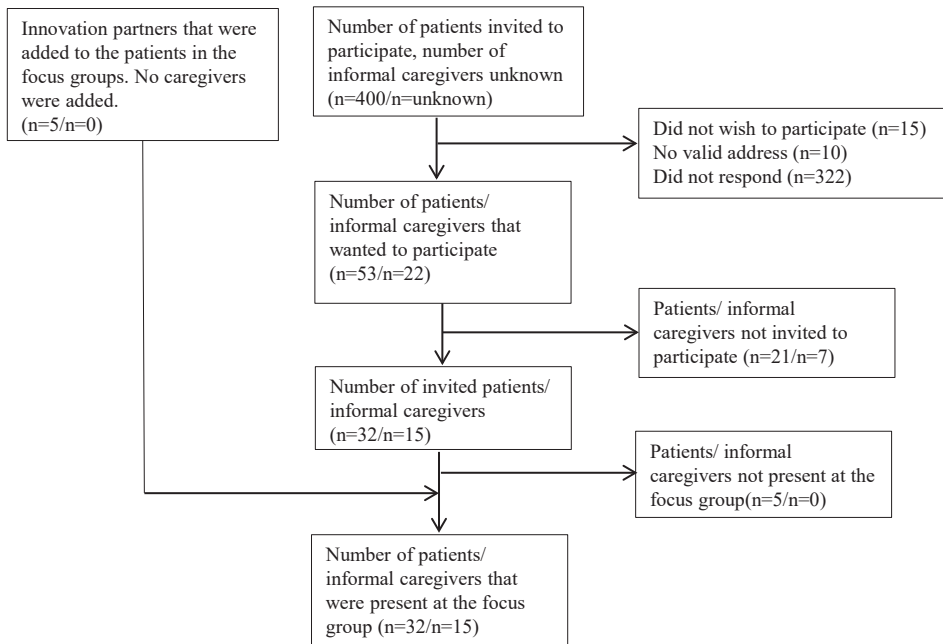 Innovation partners that were
added to the patients in the
focus groups. No caregivers
were added.
(n=5/n=0)
Number of patients invited to
participate, number of
informal caregivers unknown
(n=400/n=unknown)
Did not wish to participate (n=15)
No valid address (n=10)
Did not respond (n=322)
Number of patients/
informal caregivers that
wanted to participate
(n=53/n=22)
Patients/ informal
caregivers not invited to
participate (n=21/n=7)
Number of invited patients/
informal caregivers
(n=32/n=15)
Patients/ informal
caregivers not present at the
focus group(n=5/n=0)
Number of patients/
informal caregivers that
were present at the focus
group (n=32/n=15)